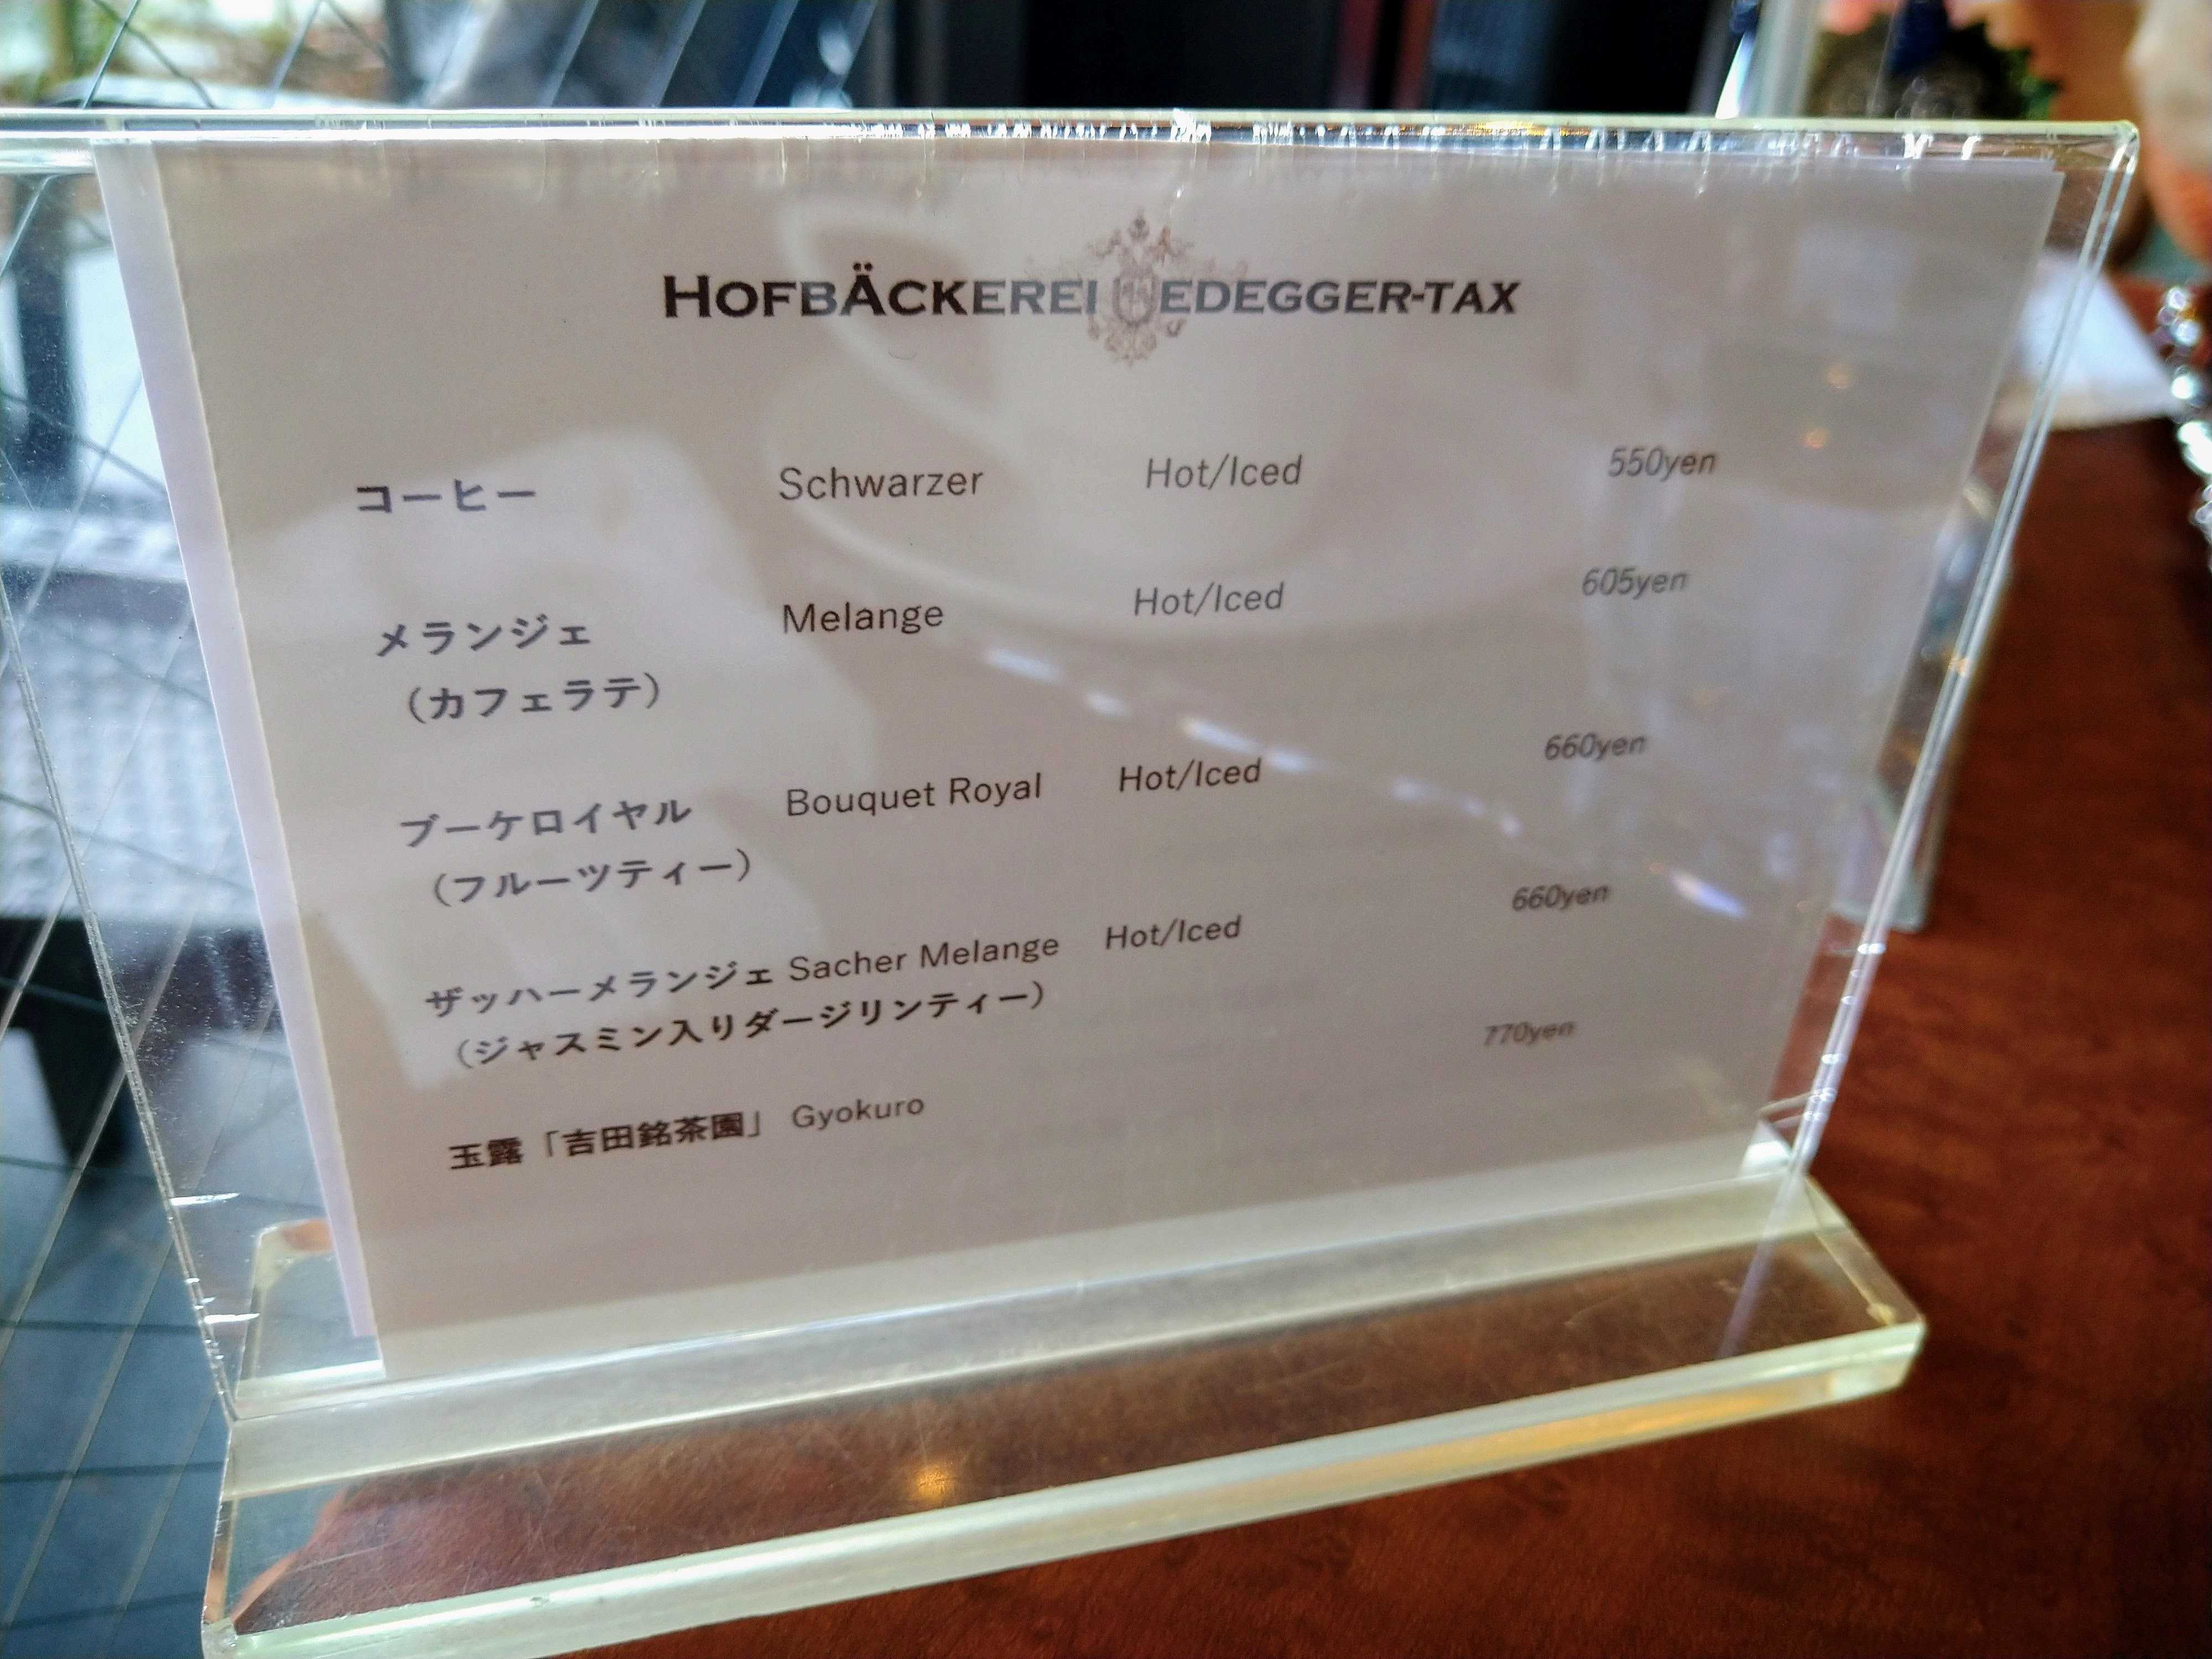 HOFBÄCKEREI EDEGGER-TAX
コーヒー Schwarzer Hot/Iced 550yen
メランジェ Melange Hot/Iced 605yen
（カフェラテ）
ブーケロイヤル Bouquet Royal Hot/Iced 660yen
（フルーツティー）
ザッハーメランジェ Sacher Melange Hot/Iced 660yen
（ジャスミン入りダージリンティー）
玉露「吉田銘茶園」 Gyokuro 770yen